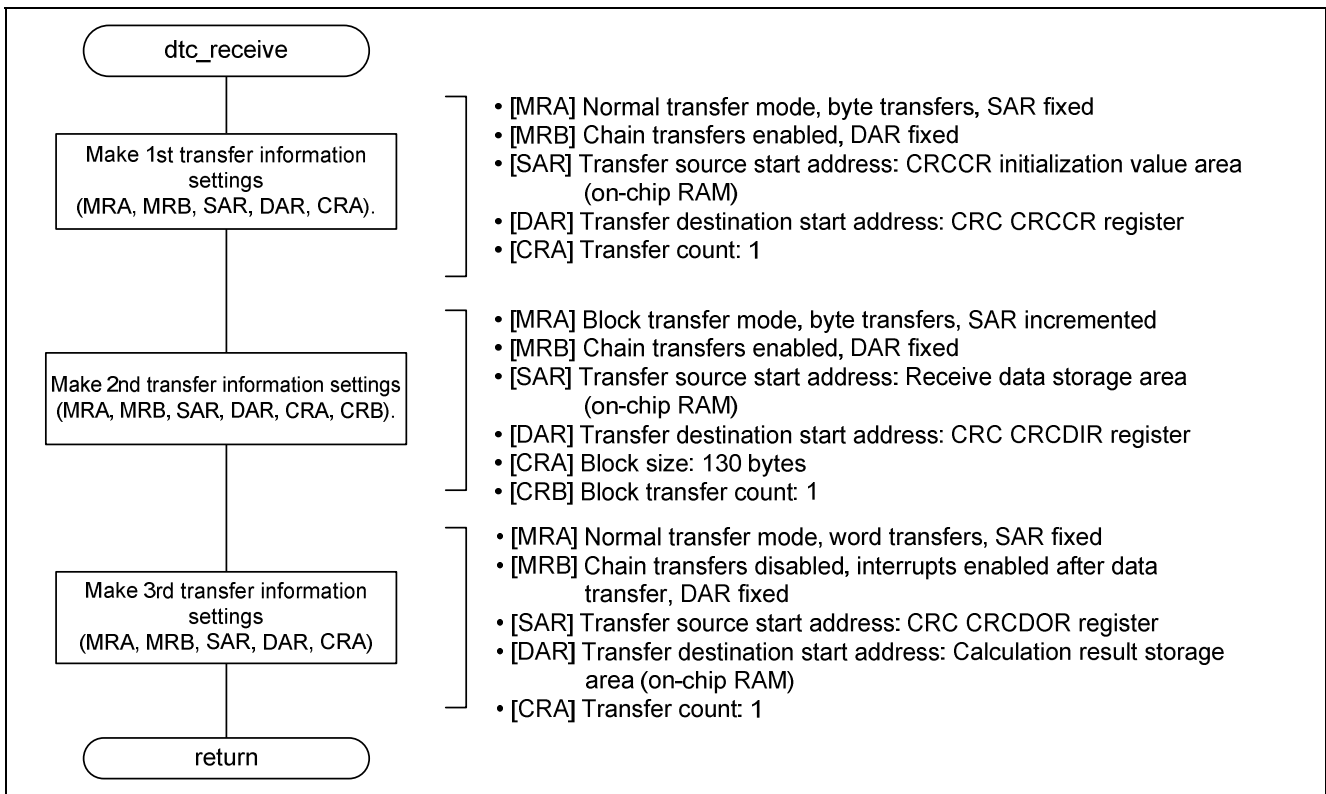 dtc_receive
Make 1st transfer information
settings
(MRA, MRB, SAR, DAR, CRA).
• [MRA] Normal transfer mode, byte transfers, SAR fixed
• [MRB] Chain transfers enabled, DAR fixed
• [SAR] Transfer source start address: CRCCR initialization value area
(on-chip RAM)
• [DAR] Transfer destination start address: CRC CRCCR register
• [CRA] Transfer count: 1
Make 2nd transfer information settings
(MRA, MRB, SAR, DAR, CRA, CRB).
• [MRA] Block transfer mode, byte transfers, SAR incremented
• [MRB] Chain transfers enabled, DAR fixed
• [SAR] Transfer source start address: Receive data storage area
(on-chip RAM)
• [DAR] Transfer destination start address: CRC CRCDIR register
• [CRA] Block size: 130 bytes
• [CRB] Block transfer count: 1
Make 3rd transfer information
settings
(MRA, MRB, SAR, DAR, CRA)
• [MRA] Normal transfer mode, word transfers, SAR fixed
• [MRB] Chain transfers disabled, interrupts enabled after data
transfer, DAR fixed
• [SAR] Transfer source start address: CRC CRCDOR register
• [DAR] Transfer destination start address: Calculation result storage
area (on-chip RAM)
• [CRA] Transfer count: 1
return